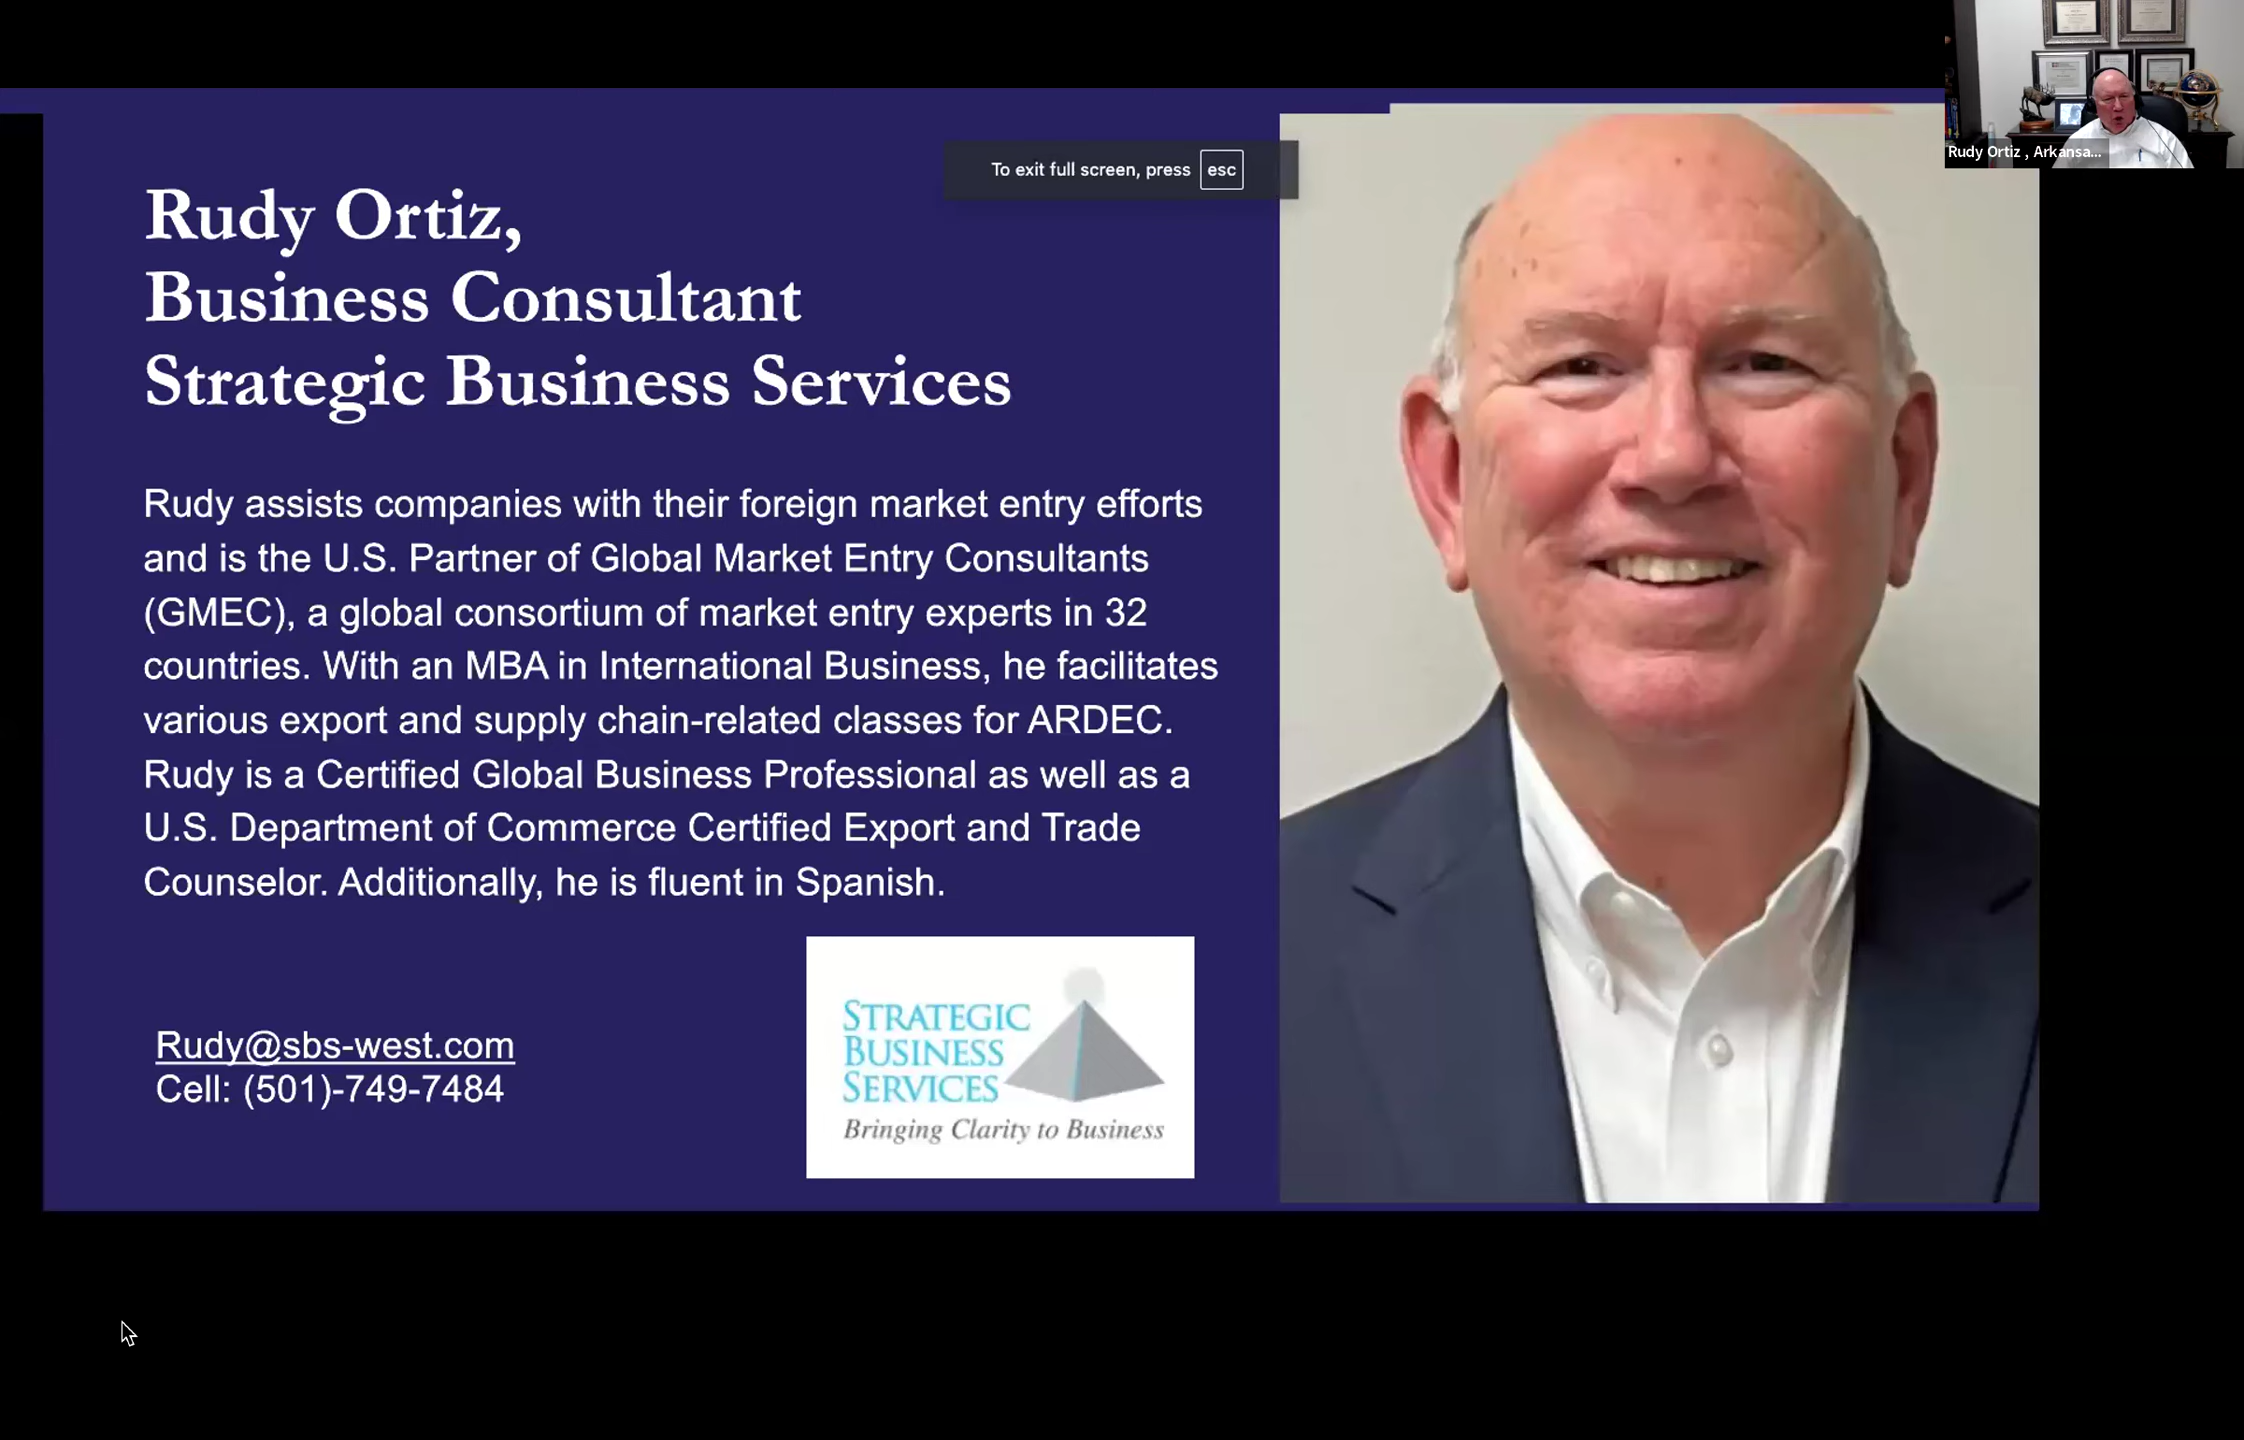 Rudy Ortiz , Arkansa...
To exit full screen, press esc
Rudy Ortiz,
Business Consultant
Strategic Business Services
Rudy assists companies with their foreign market entry efforts
and is the U.S. Partner of Global Market Entry Consultants
(GMEC), a global consortium of market entry experts in 32
countries. With an MBA in International Business, he facilitates
various export and supply chain-related classes for ARDEC.
Rudy is a Certified Global Business Professional as well as a
U.S. Department of Commerce Certified Export and Trade
Counselor. Additionally, he is fluent in Spanish.
Rudy@sbs-west.com
Cell: (501)-749-7484
STRATEGIC
BUSINESS
SERVICES
Bringing Clarity to Business